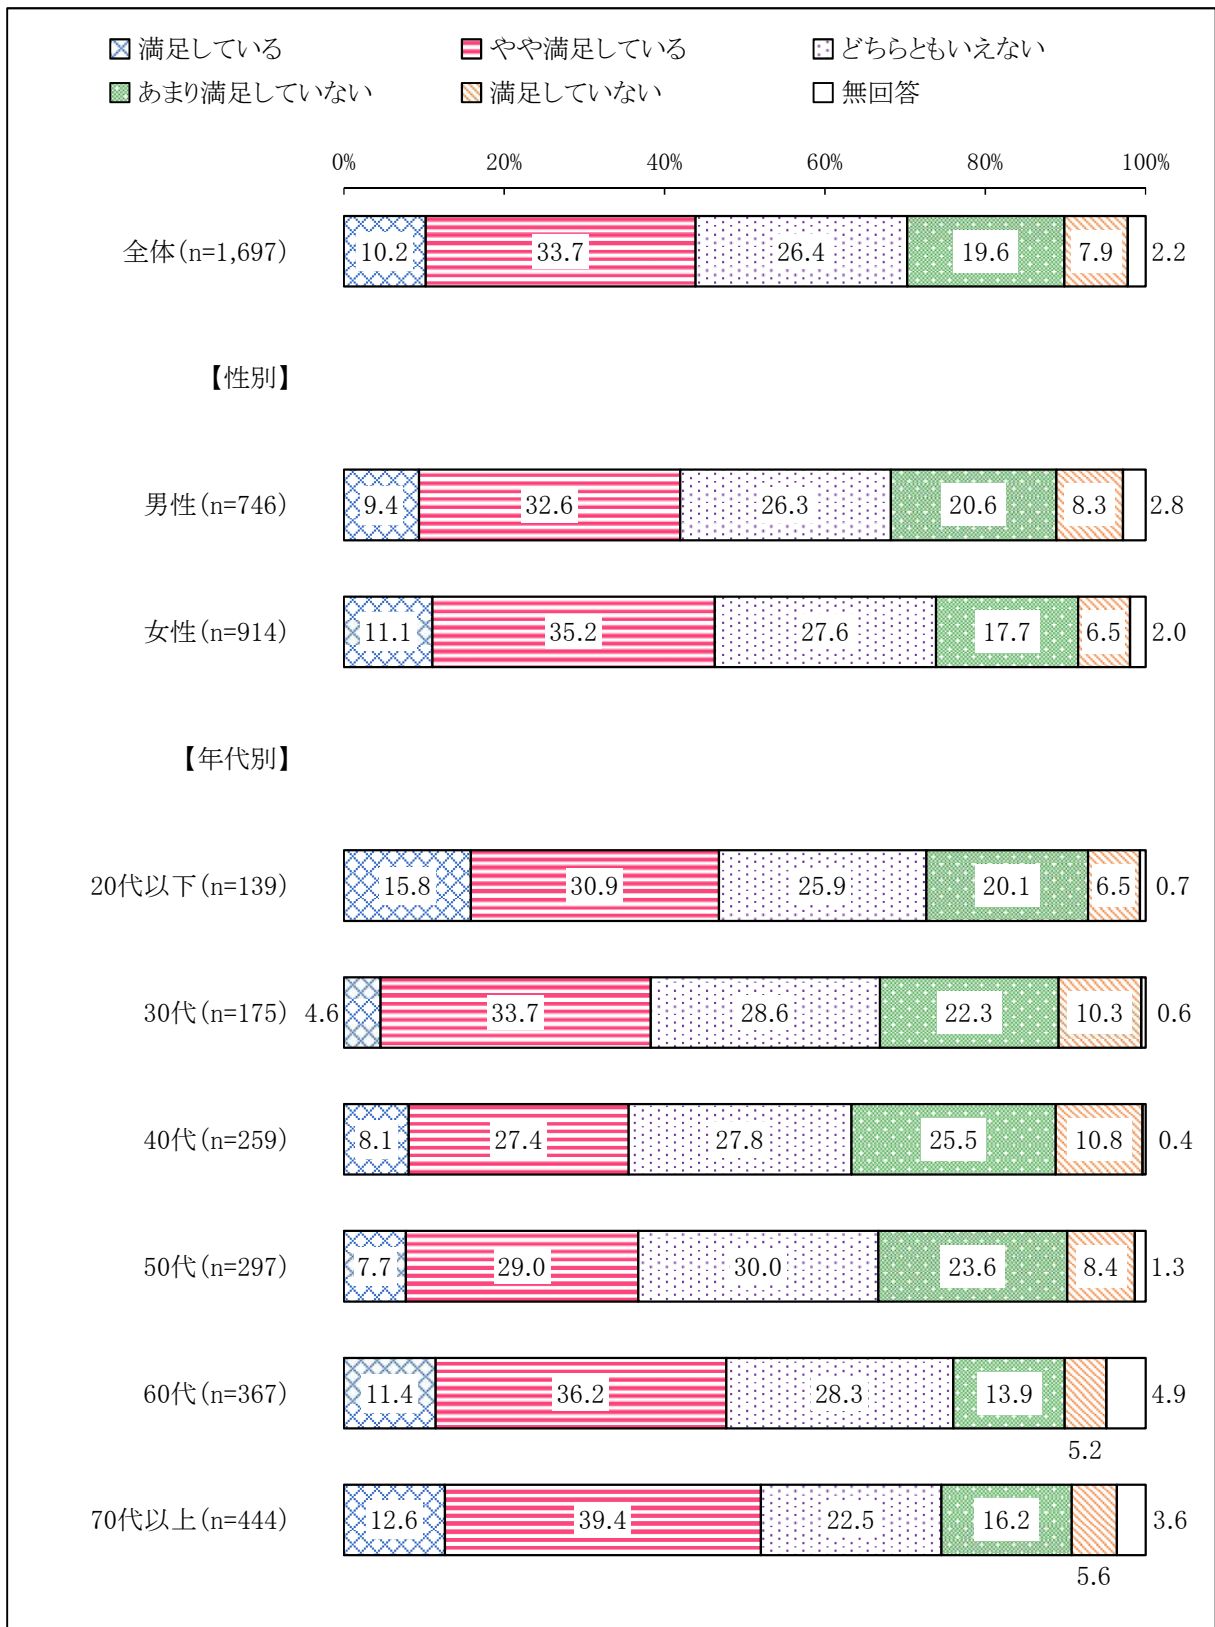 満足している やや満足している どちらともいえない
あまり満足していない 満足していない 無回答
0% 20% 40% 60% 80% 100%
全体(n=1,697) 10.2 33.7 26.4 19.6 7.9 2.2
【性別】
男性(n=746) 9.4 32.6 26.3 20.6 8.3 2.8
女性(n=914) 11.1 35.2 27.6 17.7 6.5 2.0
【年代別】
20代以下(n=139) 15.8 30.9 25.9 20.1 6.5 0.7
30代(n=175) 4.6 33.7 28.6 22.3 10.3 0.6
40代(n=259) 8.1 27.4 27.8 25.5 10.8 0.4
50代(n=297) 7.7 29.0 30.0 23.6 8.4 1.3
60代(n=367) 11.4 36.2 28.3 13.9 4.9
5.2
70代以上(n=444) 12.6 39.4 22.5 16.2 3.6
5.6